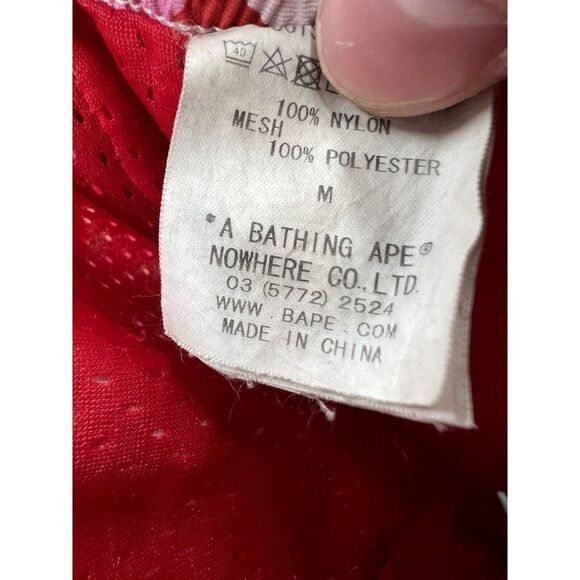 40
100% NYLON
MESH
100% POLYESTER
M
*A BATHING APE®
NOWHERE CO.,LTD.
03 (5772) 2524
WWW.BAPE.COM
MADE IN CHINA